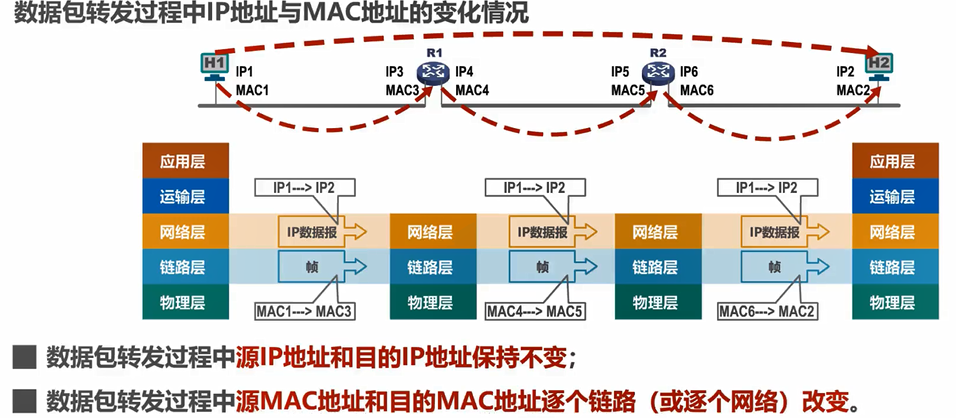 数据包转发过程中IP地址与MAC地址的变化情况
H1 R1 R2 H2
IP1 IP3 IP4 IP5 IP6 IP2
MAC1 MAC3 MAC4 MAC5 MAC6 MAC2
应用层 应用层
运输层 IP1---> IP2 IP1---> IP2 IP1---> IP2 运输层
网络层 IP数据报 网络层 IP数据报 网络层 IP数据报 网络层
链路层 帧 链路层 帧 链路层 帧 链路层
物理层 MAC1---> MAC3 物理层 MAC4---> MAC5 物理层 MAC6---> MAC2 物理层
■ 数据包转发过程中源IP地址和目的IP地址保持不变；
■ 数据包转发过程中源MAC地址和目的MAC地址逐个链路（或逐个网络）改变。